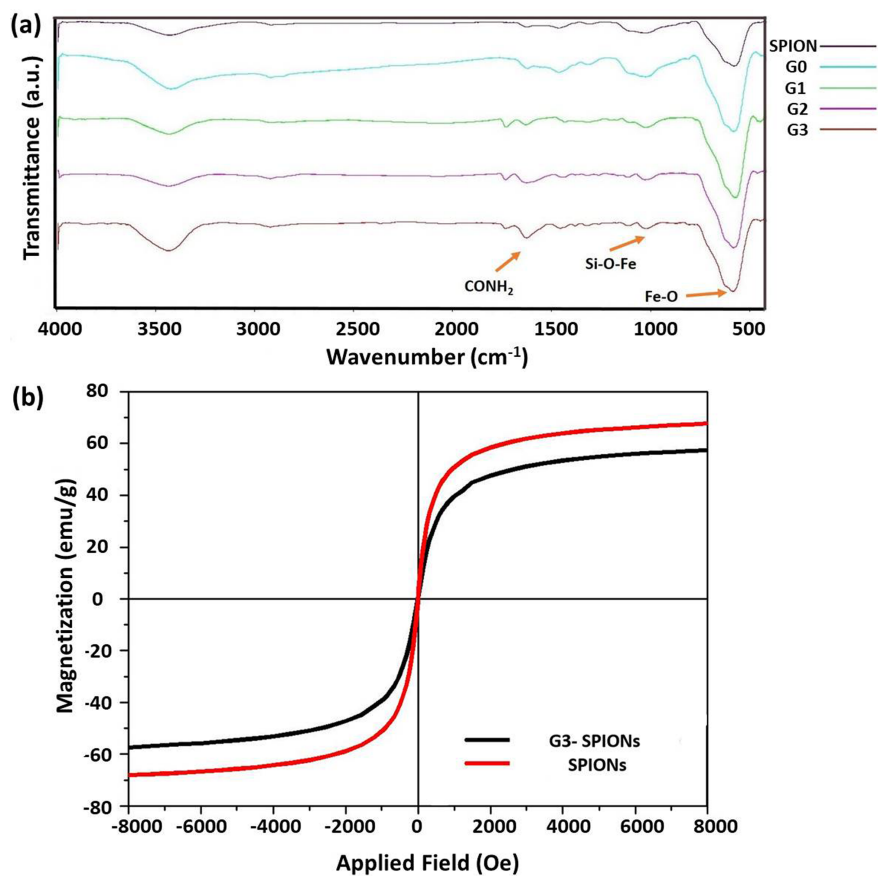 (a)
Transmittance (a.u.)
SPION
G0
G1
G2
G3
CONH₂
Si-O-Fe
Fe-O
4000 3500 3000 2500 2000 1500 1000 500
Wavenumber (cm⁻¹)
(b)
Magnetization (emu/g)
80
60
40
20
0
-20
-40
-60
-80
G3- SPIONs
SPIONs
-8000 -6000 -4000 -2000 0 2000 4000 6000 8000
Applied Field (Oe)